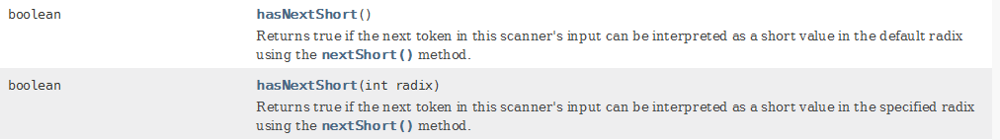 boolean hasNextShort()
Returns true if the next token in this scanner's input can be interpreted as a short value in the default radix
using the nextShort() method.
boolean hasNextShort(int radix)
Returns true if the next token in this scanner's input can be interpreted as a short value in the specified radix
using the nextShort() method.